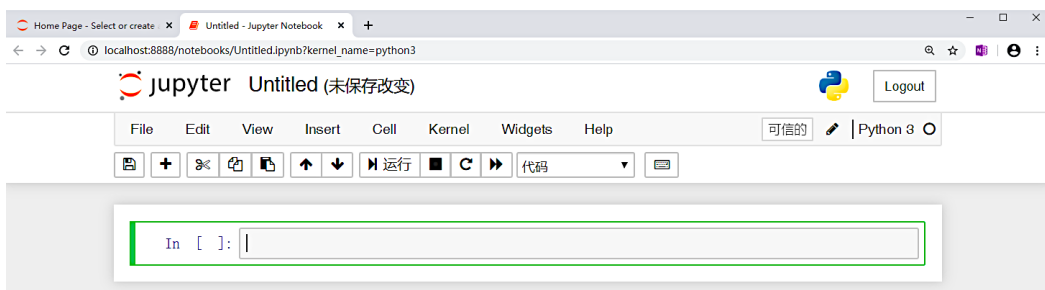 Home Page - Select or create Untitled - Jupyter Notebook
localhost:8888/notebooks/Untitled.ipynb?kernel_name=python3
jupyter Untitled (未保存改变) Logout
File Edit View Insert Cell Kernel Widgets Help 可信的 Python 3
运行 代码
In [ ]: